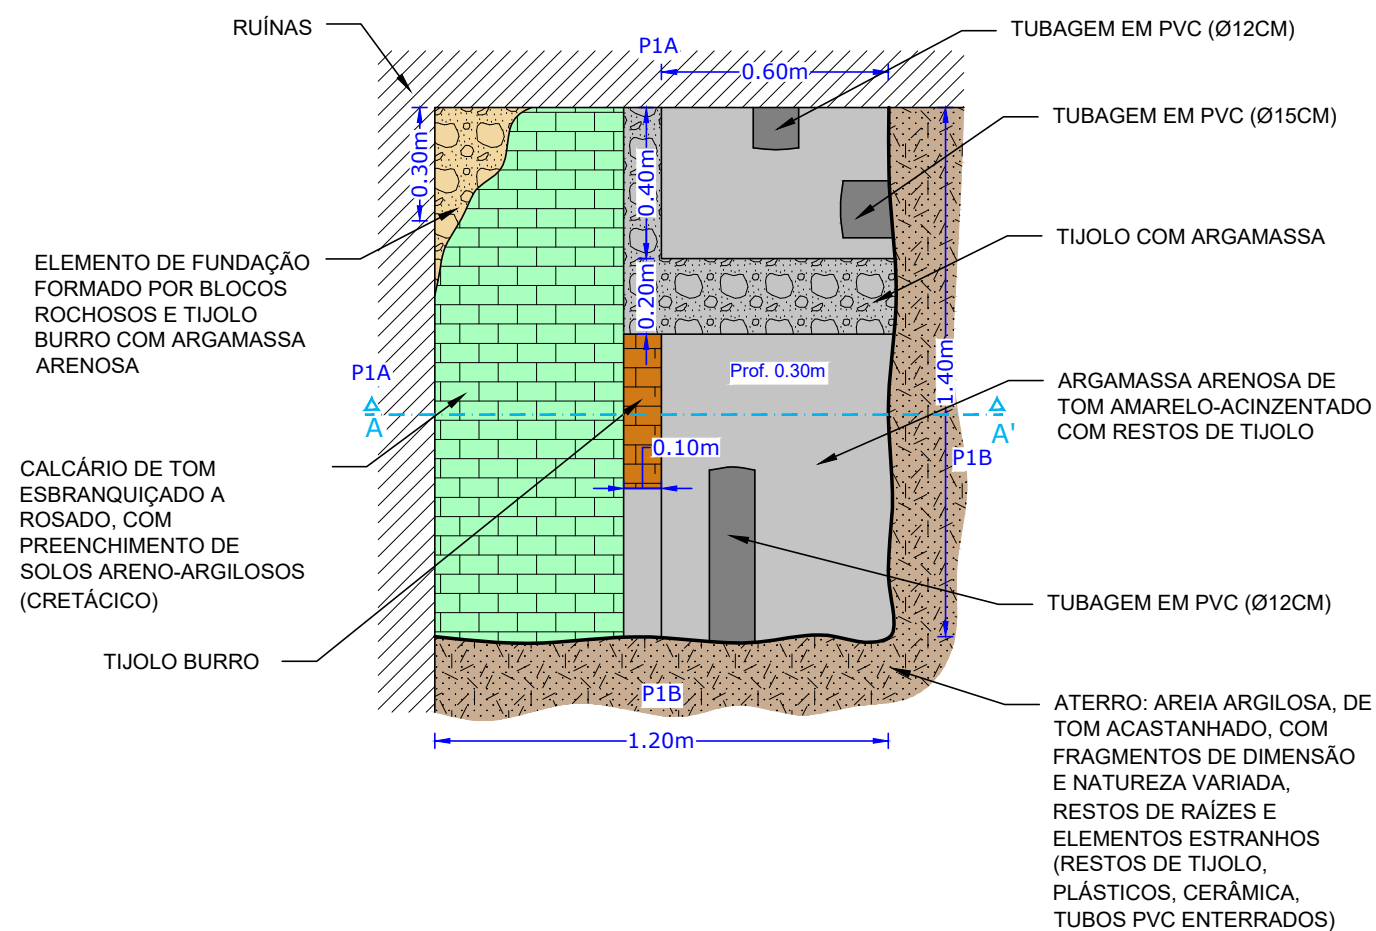 RUÍNAS
TUBAGEM EM PVC (Ø12CM)
P1A
0.60m
TUBAGEM EM PVC (Ø15CM)
0.30m
0.40m
TIJOLO COM ARGAMASSA
ELEMENTO DE FUNDAÇÃO
FORMADO POR BLOCOS
ROCHOSOS E TIJOLO
BURRO COM ARGAMASSA
ARENOSA
0.20m
Prof. 0.30m
1.40m
P1A
ARGAMASSA ARENOSA DE
TOM AMARELO-ACINZENTADO
COM RESTOS DE TIJOLO
A
A'
0.10m
P1B
CALCÁRIO DE TOM
ESBRANQUIÇADO A
ROSADO, COM
PREENCHIMENTO DE
SOLOS ARENO-ARGILOSOS
(CRETÁCICO)
TUBAGEM EM PVC (Ø12CM)
TIJOLO BURRO
P1B
1.20m
ATERRO: AREIA ARGILOSA, DE
TOM ACASTANHADO, COM
FRAGMENTOS DE DIMENSÃO
E NATUREZA VARIADA,
RESTOS DE RAÍZES E
ELEMENTOS ESTRANHOS
(RESTOS DE TIJOLO,
PLÁSTICOS, CERÂMICA,
TUBOS PVC ENTERRADOS)